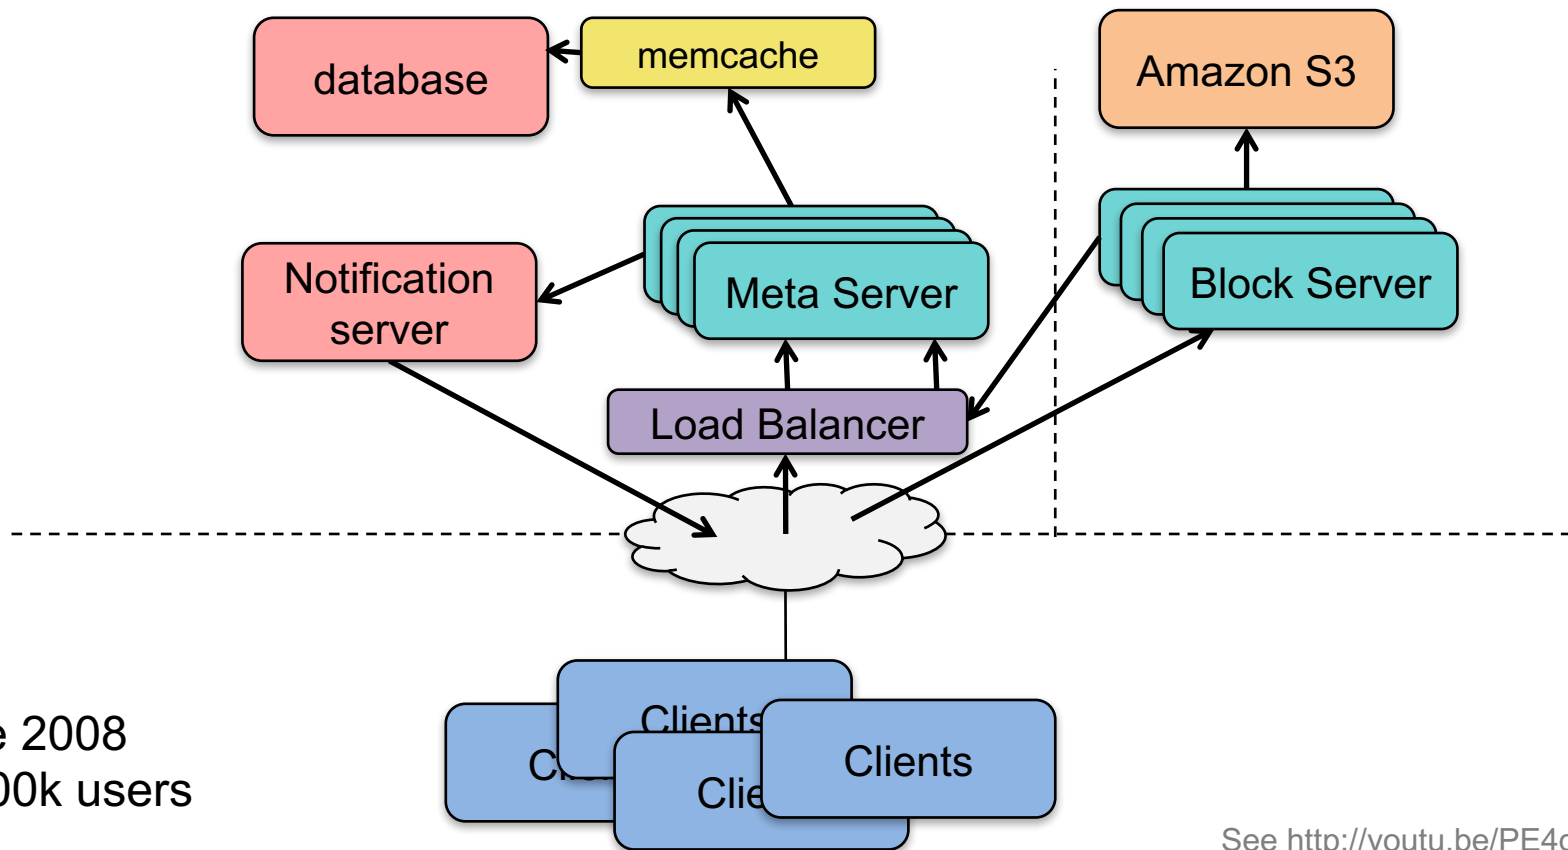 database
memcache
Amazon S3
Notification
server
Meta Server
Block Server
Load Balancer
Clients
Clients
2008
users
See http://youtu.be/PE4